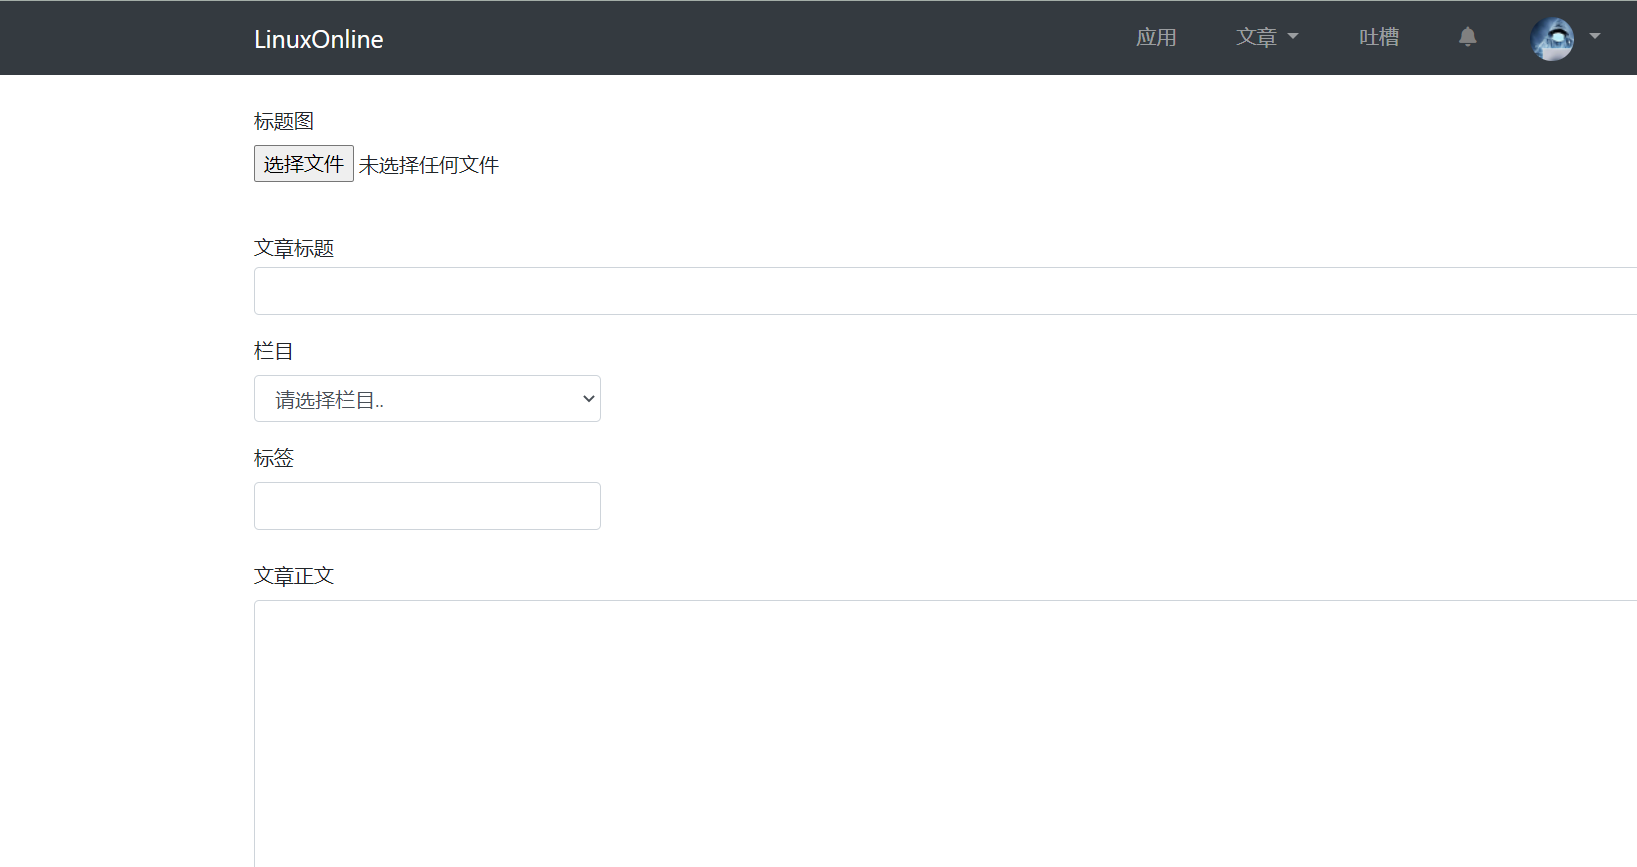 LinuxOnline 应用 文章 吐槽
标题图
选择文件 未选择任何文件
文章标题
栏目
请选择栏目..
标签
文章正文